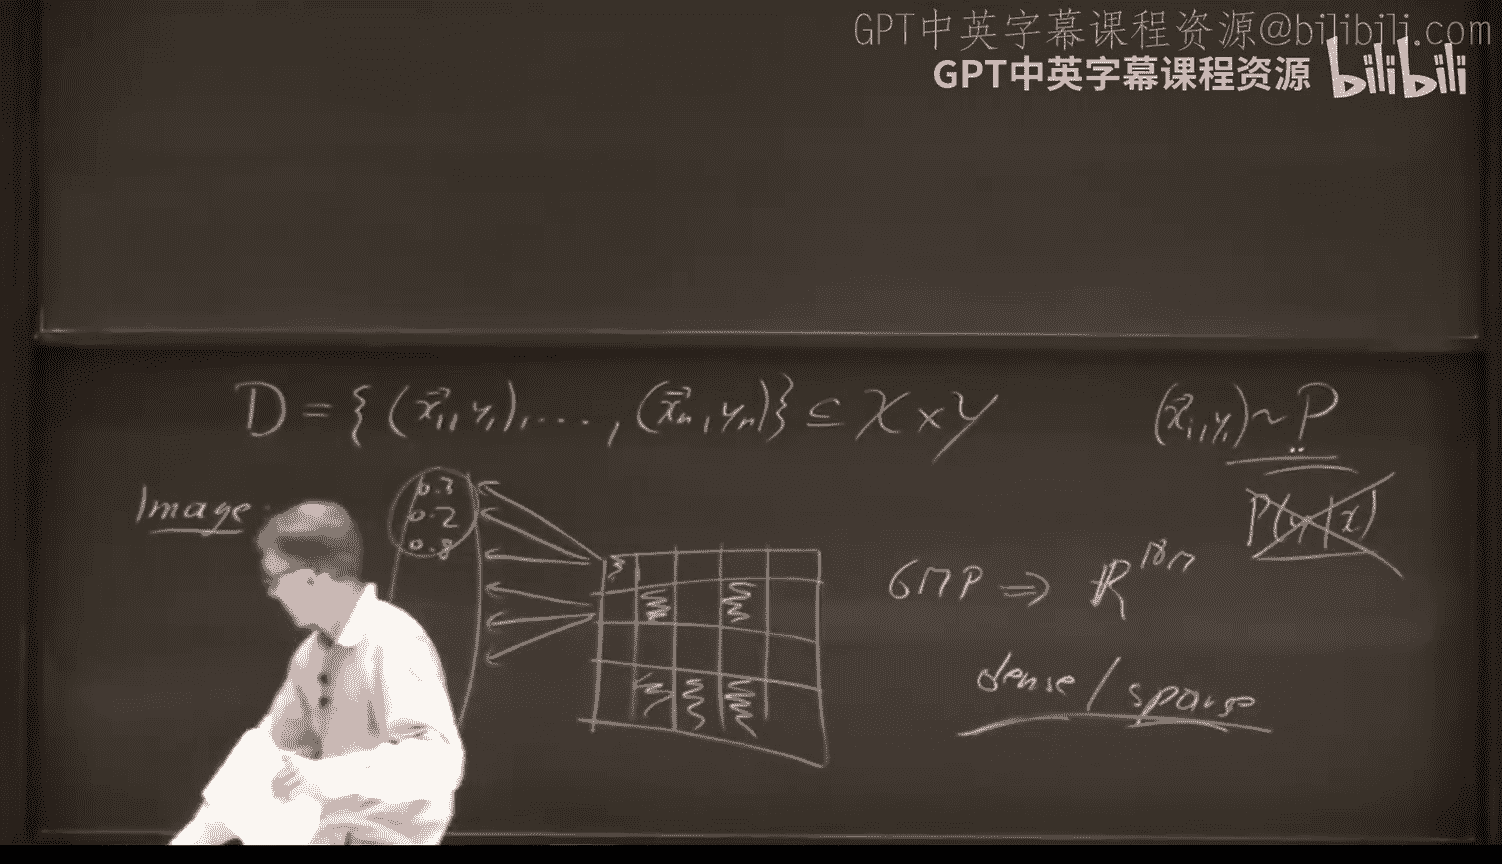 GPT中英字幕课程资源@bilibili.com
GPT中英字幕课程资源 bilibili
D = { (x⃗₁, y₁), ...., (x⃗ₙ, yₙ)} ⊆ X × Y
(x⃗ᵢ, yᵢ) ~ P
Image
0.3
0.2
0.8
P(y|x)
6MP ⇒ ℝ^18M
dense / sparse